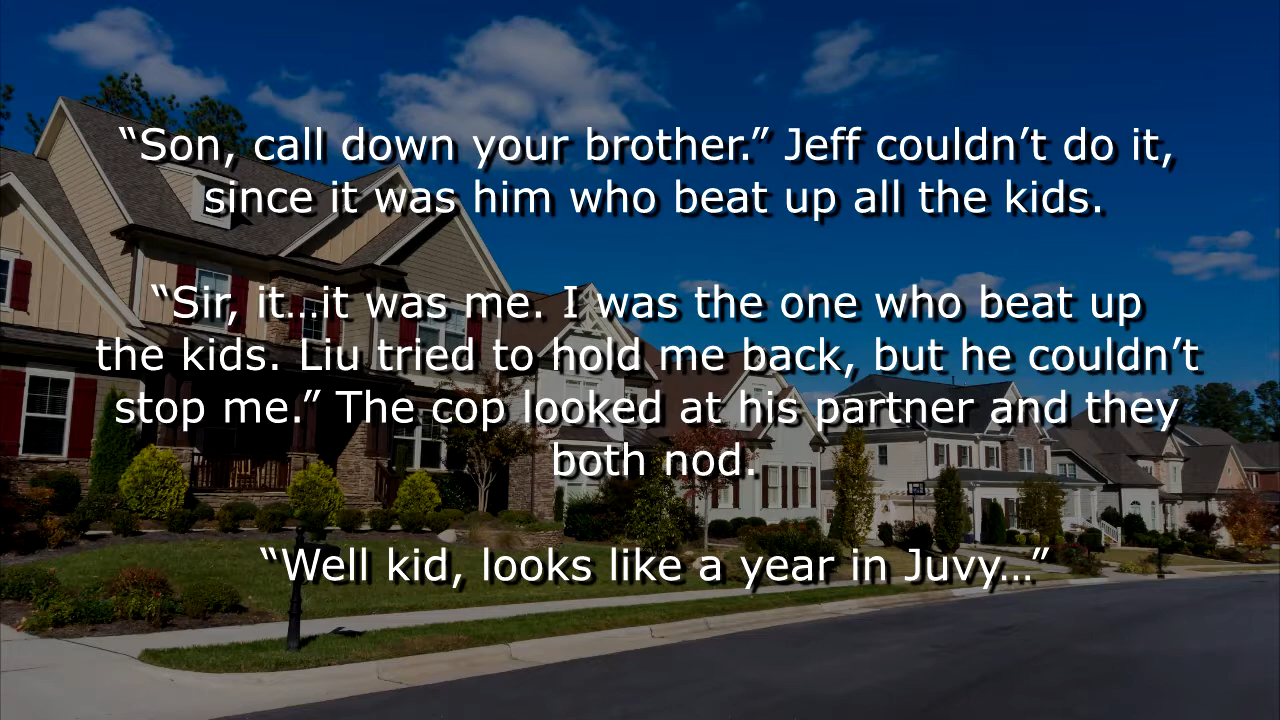 “Son, call down your brother.” Jeff couldn’t do it,
since it was him who beat up all the kids.
“Sir, it…it was me. I was the one who beat up
the kids. Liu tried to hold me back, but he couldn’t
stop me.” The cop looked at his partner and they
both nod.
“Well kid, looks like a year in Juvy…”